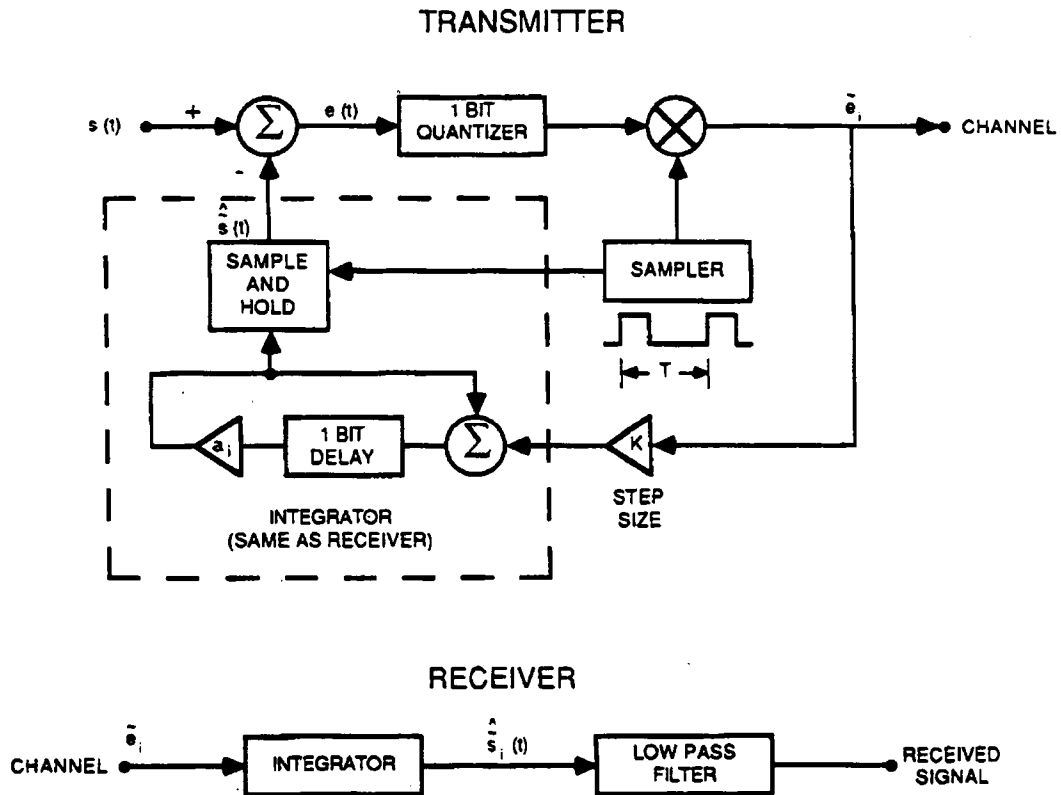 TRANSMITTER
s (t)
+
Σ
e (t)
1 BIT
QUANTIZER
ẽ i
CHANNEL
-
ŝ̃ (t)
SAMPLE
AND
HOLD
SAMPLER
T
a i
1 BIT
DELAY
Σ
K
STEP
SIZE
INTEGRATOR
(SAME AS RECEIVER)
RECEIVER
CHANNEL
ẽ i
INTEGRATOR
ŝ̃ i (t)
LOW PASS
FILTER
RECEIVED
SIGNAL